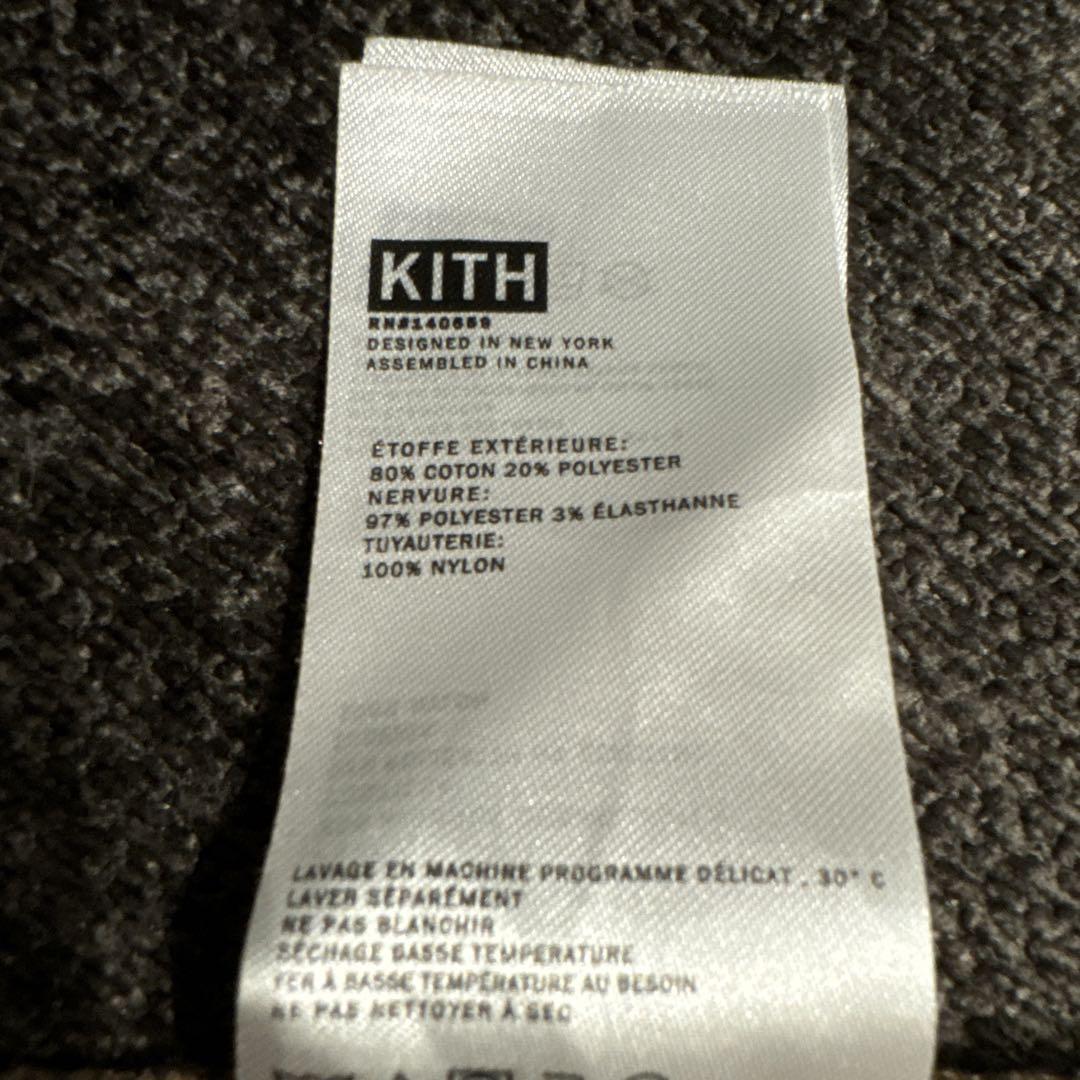 KITH
RN#140659
DESIGNED IN NEW YORK
ASSEMBLED IN CHINA
ÉTOFFE EXTÉRIEURE:
80% COTON 20% POLYESTER
NERVURE:
97% POLYESTER 3% ÉLASTHANNE
TUYAUTERIE:
100% NYLON
LAVAGE EN MACHINE PROGRAMME DÉLICAT . 30° C
LAVER SÉPARÉMENT
NE PAS BLANCHIR
SÉCHAGE BASSE TEMPÉRATURE
FER À BASSE TEMPÉRATURE AU BESOIN
NE PAS NETTOYER À SEC